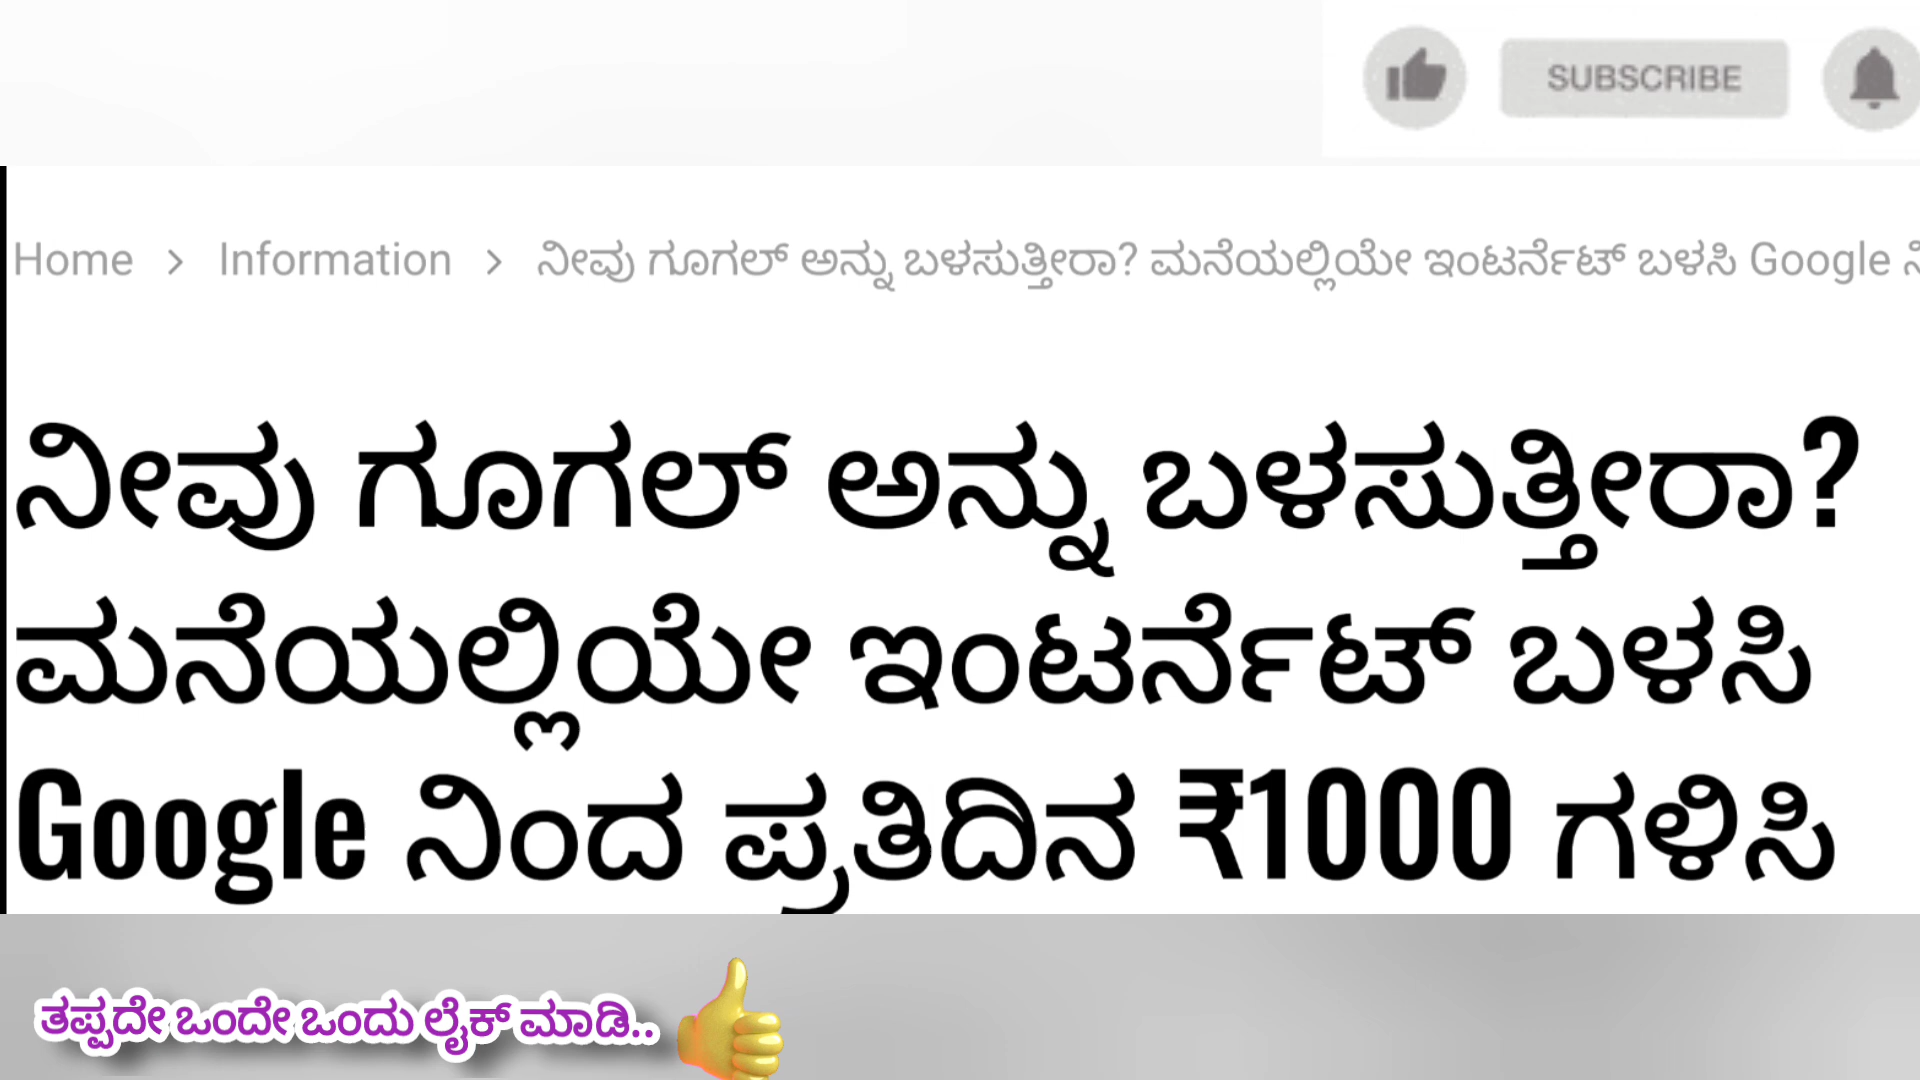 SUBSCRIBE
Home > Information > ನೀವು ಗೂಗಲ್ ಅನ್ನು ಬಳಸುತ್ತೀರಾ? ಮನೆಯಲ್ಲಿಯೇ ಇಂಟರ್ನೆಟ್ ಬಳಸಿ Google
ನೀವು ಗೂಗಲ್ ಅನ್ನು ಬಳಸುತ್ತೀರಾ?
ಮನೆಯಲ್ಲಿಯೇ ಇಂಟರ್ನೆಟ್ ಬಳಸಿ
Google ನಿಂದ ಪ್ರತಿದಿನ ₹1000 ಗಳಿಸಿ
ತಪ್ಪದೇ ಒಂದೇ ಒಂದು ಲೈಕ್ ಮಾಡಿ..